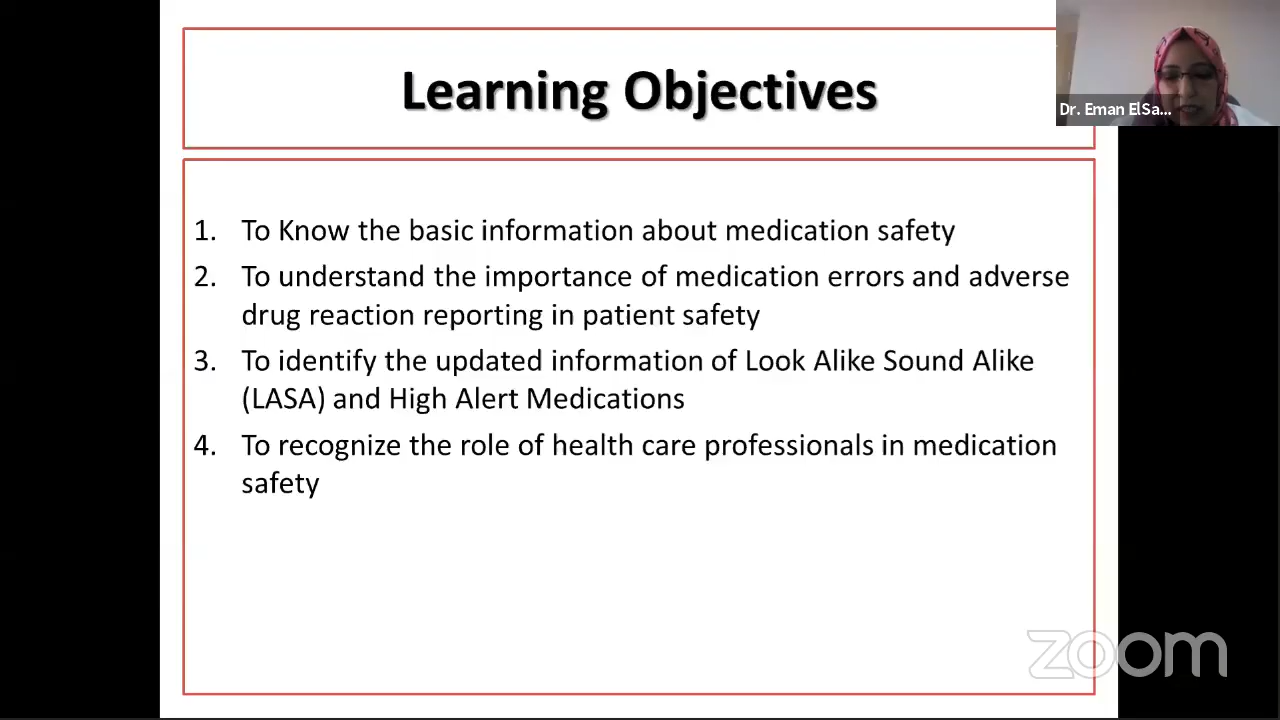 Learning Objectives
Dr. Eman ElSa...
1. To Know the basic information about medication safety
2. To understand the importance of medication errors and adverse
drug reaction reporting in patient safety
3. To identify the updated information of Look Alike Sound Alike
(LASA) and High Alert Medications
4. To recognize the role of health care professionals in medication
safety
zoom